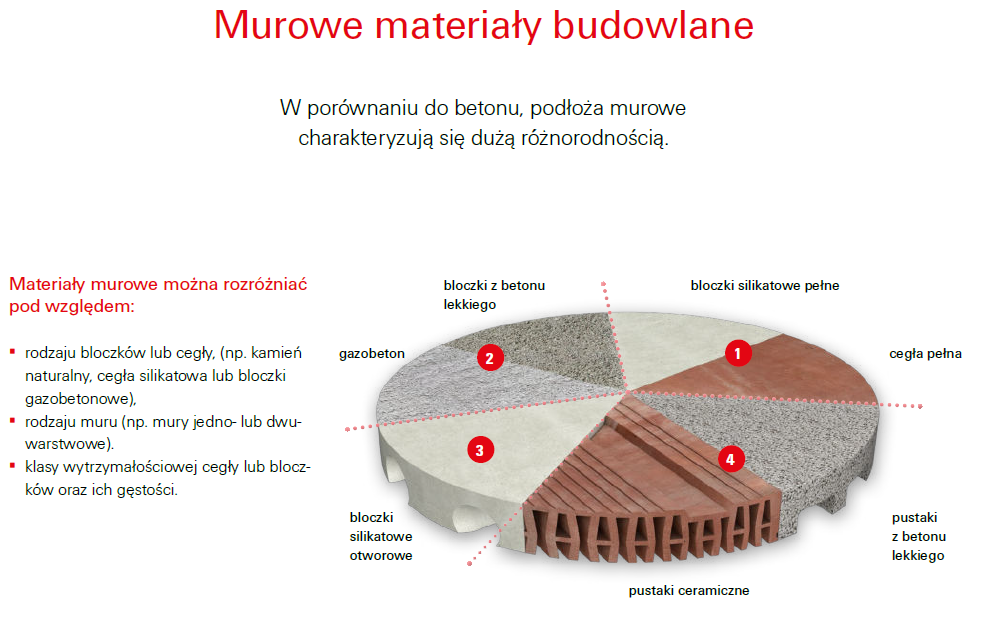 Murowe materiały budowlane
W porównaniu do betonu, podłoża murowe
charakteryzują się dużą różnorodnością.
Materiały murowe można rozróżniać
pod względem:
▪ rodzaju bloczków lub cegły, (np. kamień
naturalny, cegła silikatowa lub bloczki
gazobetonowe),
▪ rodzaju muru (np. mury jedno- lub dwu-
warstwowe).
▪ klasy wytrzymałościowej cegły lub blocz-
ków oraz ich gęstości.
bloczki z betonu
lekkiego
bloczki silikatowe pełne
gazobeton
2
1
cegła pełna
3
4
bloczki
silikatowe
otworowe
pustaki
z betonu
lekkiego
pustaki ceramiczne